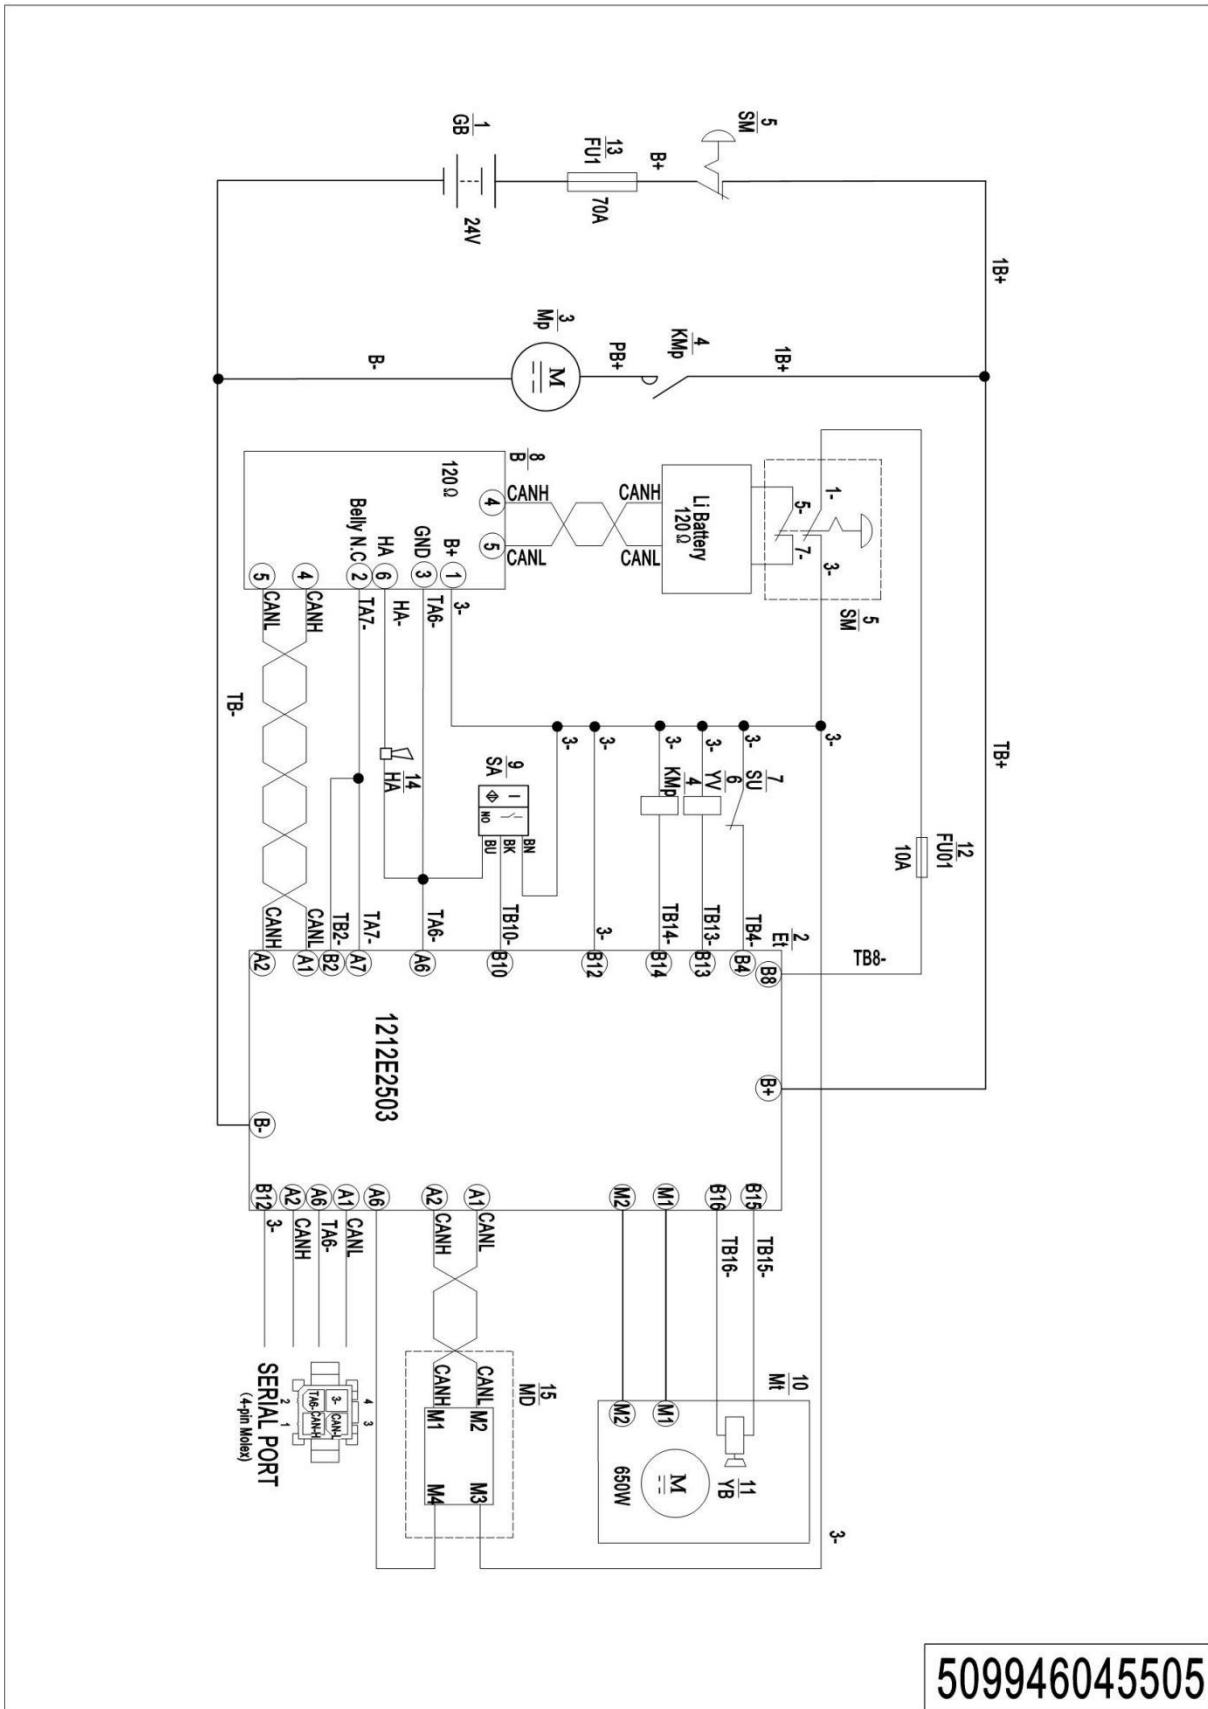 5
SM
1
GB
13
FU1
B+
70A
24V
1B+
3
Mp
4
KMp
PB+
1B+
B-
8
B
120Ω
CANH
4
CANH
Li Battery
120Ω
1-
5-
7-
3-
5
SM
5
CANL
CANL
Belly N.C
HA
GND
B+
5
4
2
6
3
1
CANL
CANH
TA7-
HA-
TA6-
3-
TB-
14
HA
9
SA
NO
BU
BK
BN
3-
3-
3-
3-
3-
3-
4
KMp
6
YV
7
SU
TB+
12
FU01
10A
CANH
CANL
TB2-
TA7-
TA6-
TB10-
3-
TB14-
TB13-
TB4-
2
Et
TB8-
A2
A1
B2
A7
A6
B10
B12
B14
B13
B4
B8
1212E2503
B+
B-
B12
A2
A6
A1
A6
A2
A1
M2
M1
B16
B15
3-
CANH
TA6-
CANL
CANH
CANL
TB16-
TB15-
SERIAL PORT
(4-pin Molex)
2
1
4
3
TA6-
CAN-H
3-
CAN-L
15
MD
CANH
CANL
M1
M2
M4
M3
10
Mt
M2
M1
650W
M
11
YB
3-
M
509946045505